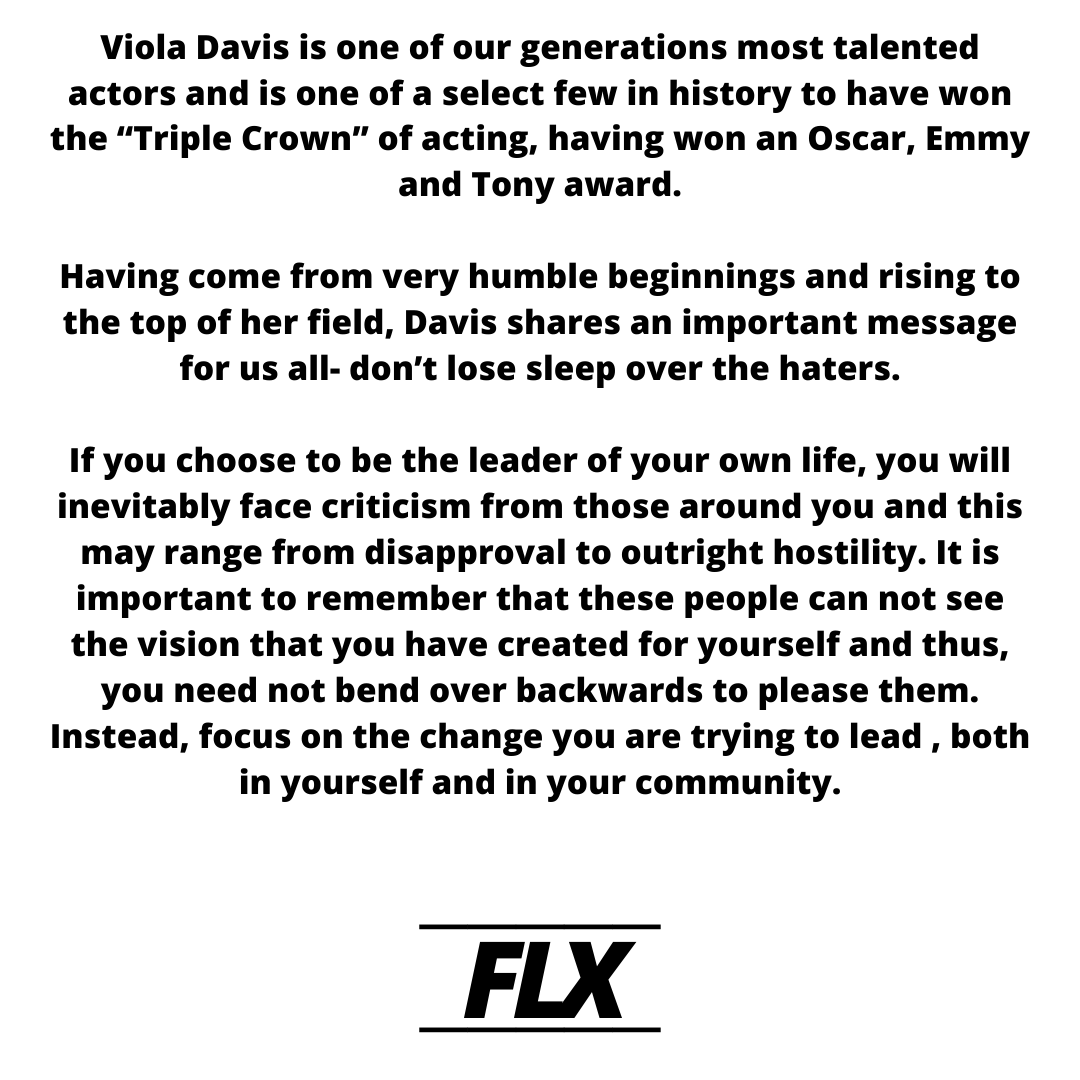 Viola Davis is one of our generations most talented
actors and is one of a select few in history to have won
the “Triple Crown” of acting, having won an Oscar, Emmy
and Tony award.
Having come from very humble beginnings and rising to
the top of her field, Davis shares an important message
for us all- don’t lose sleep over the haters.
If you choose to be the leader of your own life, you will
inevitably face criticism from those around you and this
may range from disapproval to outright hostility. It is
important to remember that these people can not see
the vision that you have created for yourself and thus,
you need not bend over backwards to please them.
Instead, focus on the change you are trying to lead , both
in yourself and in your community.
FLX